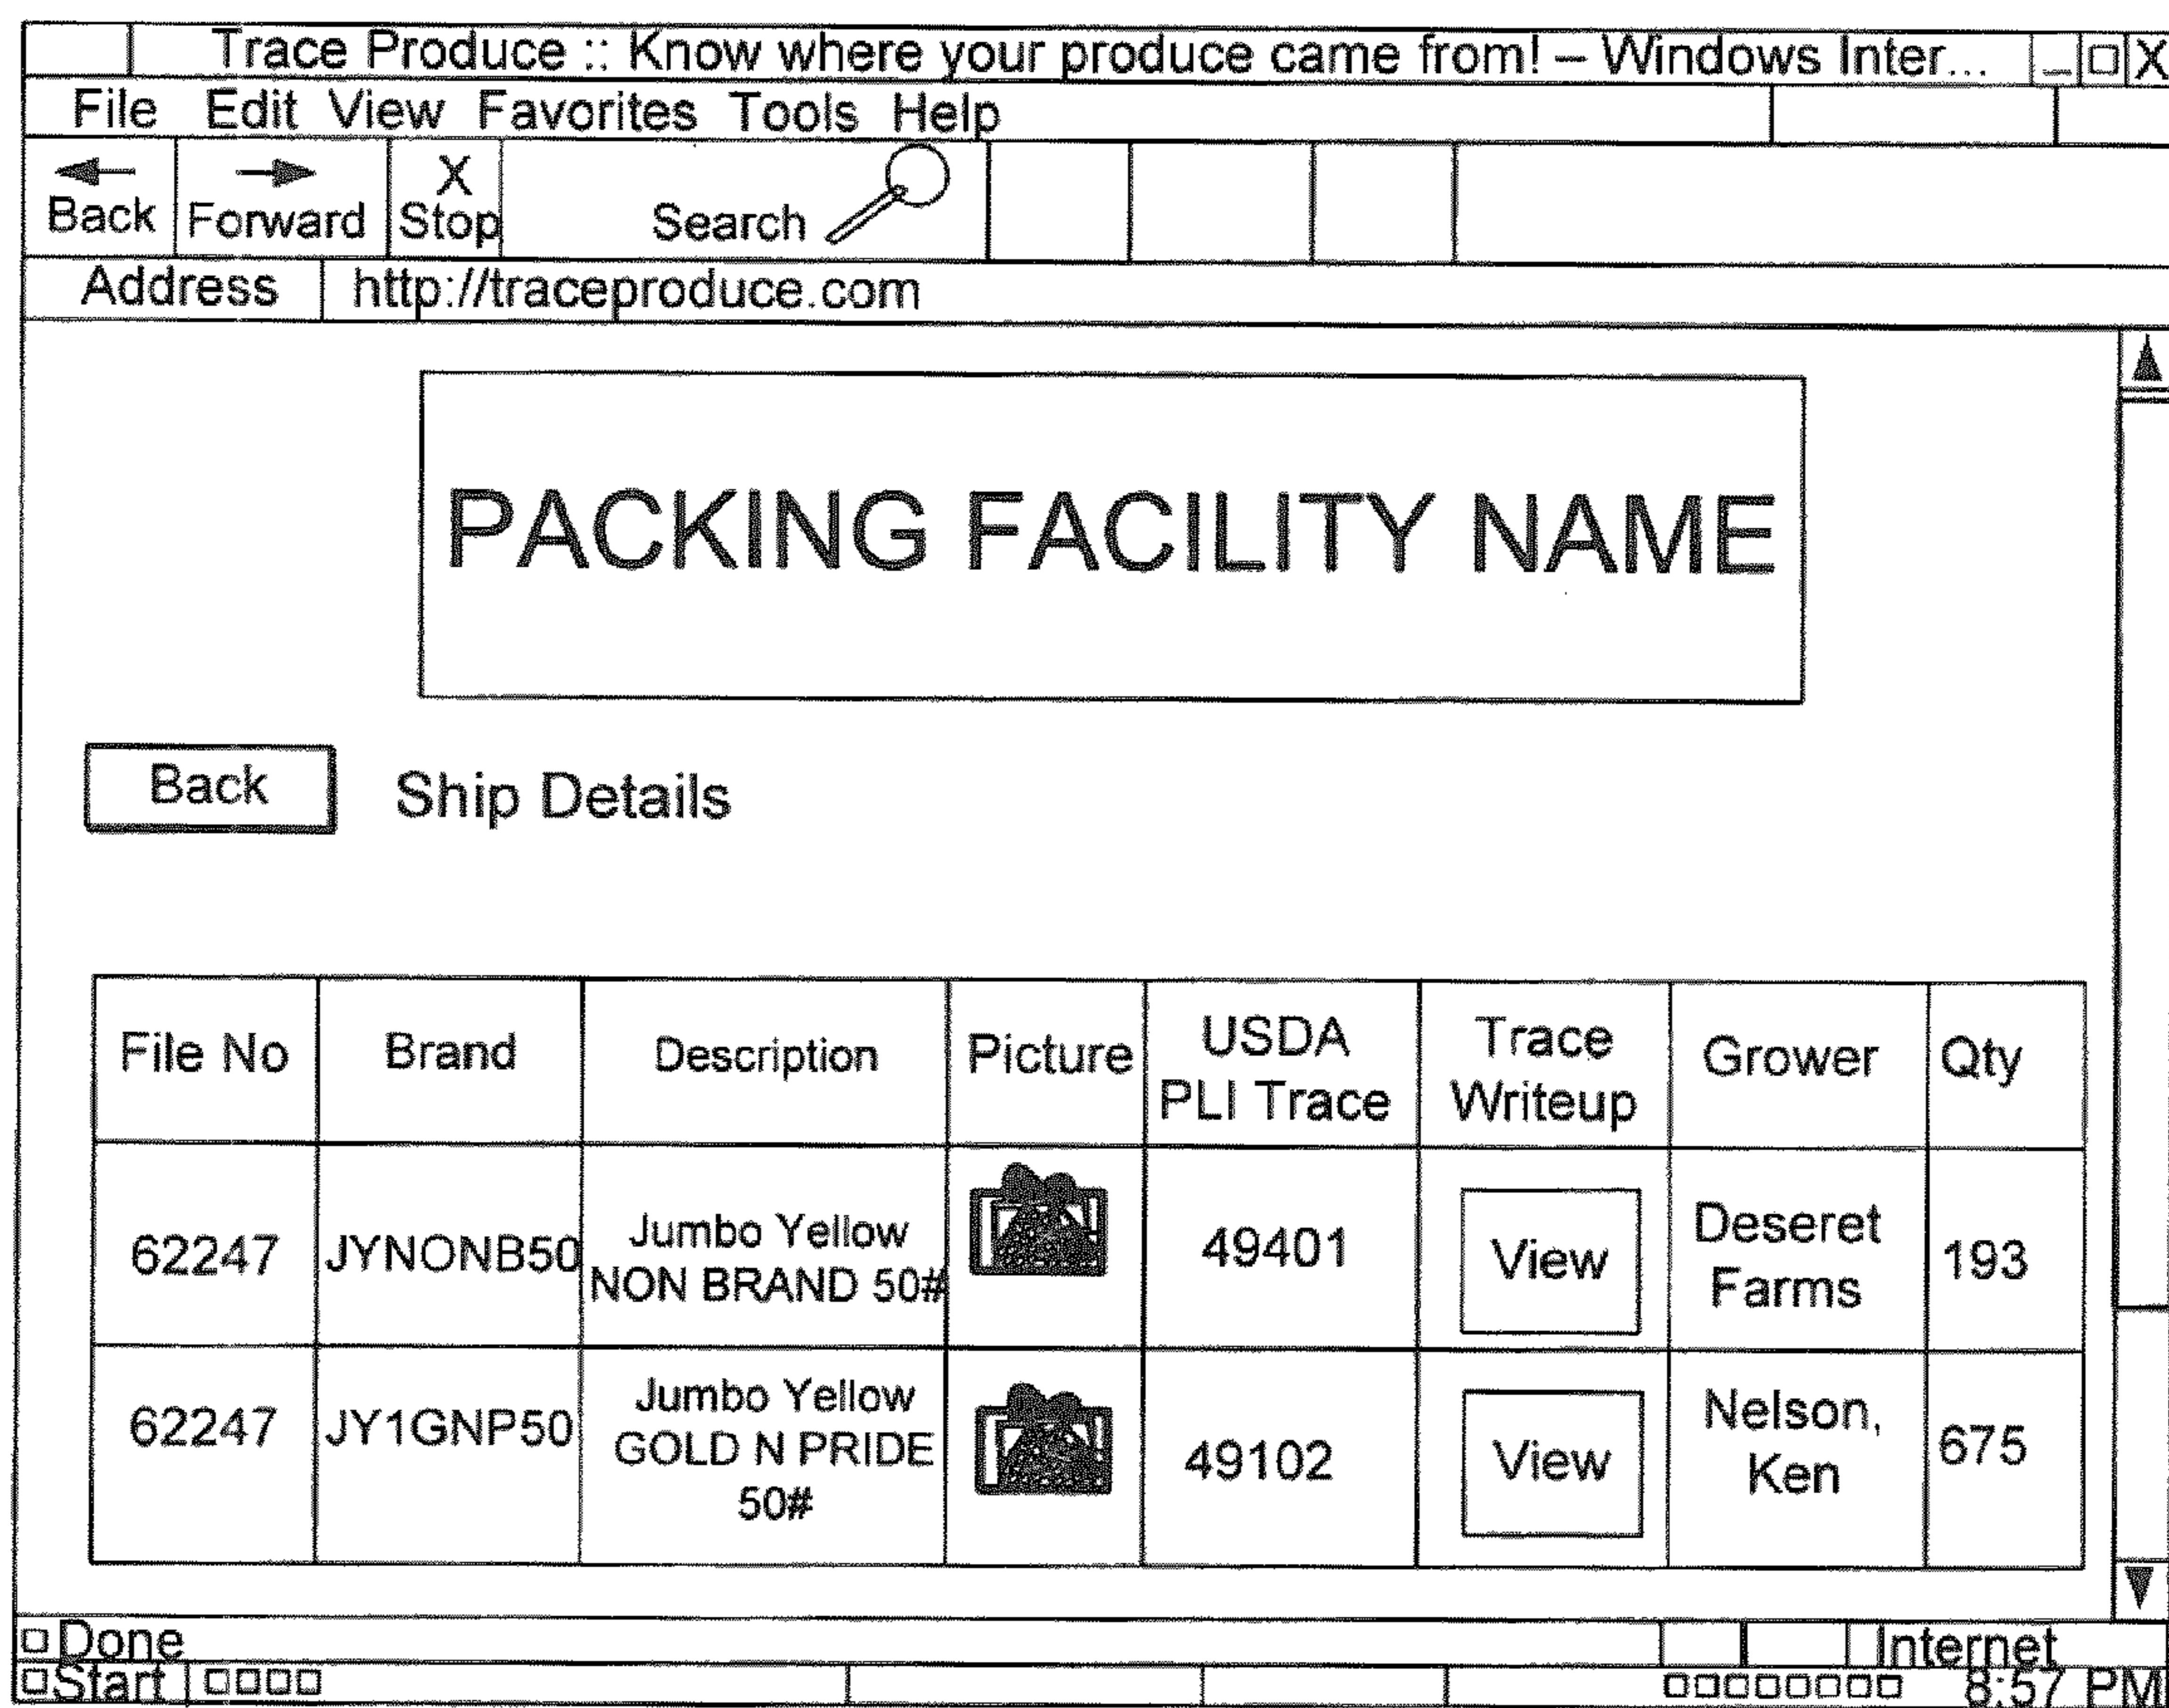 Trace Produce :: Know where your produce came from! – Windows Inter... _ □ X
File Edit View Favorites Tools Help
X
Back Forward Stop Search
Address http://traceproduce.com
PACKING FACILITY NAME
Back Ship Details
File No Brand Description Picture USDA PLI Trace Trace Writeup Grower Qty
62247 JYNONB50 Jumbo Yellow NON BRAND 50# 49401 View Deseret Farms 193
62247 JY1GNP50 Jumbo Yellow GOLD N PRIDE 50# 49102 View Nelson, Ken 675
Done Internet
Start 8:57 PM